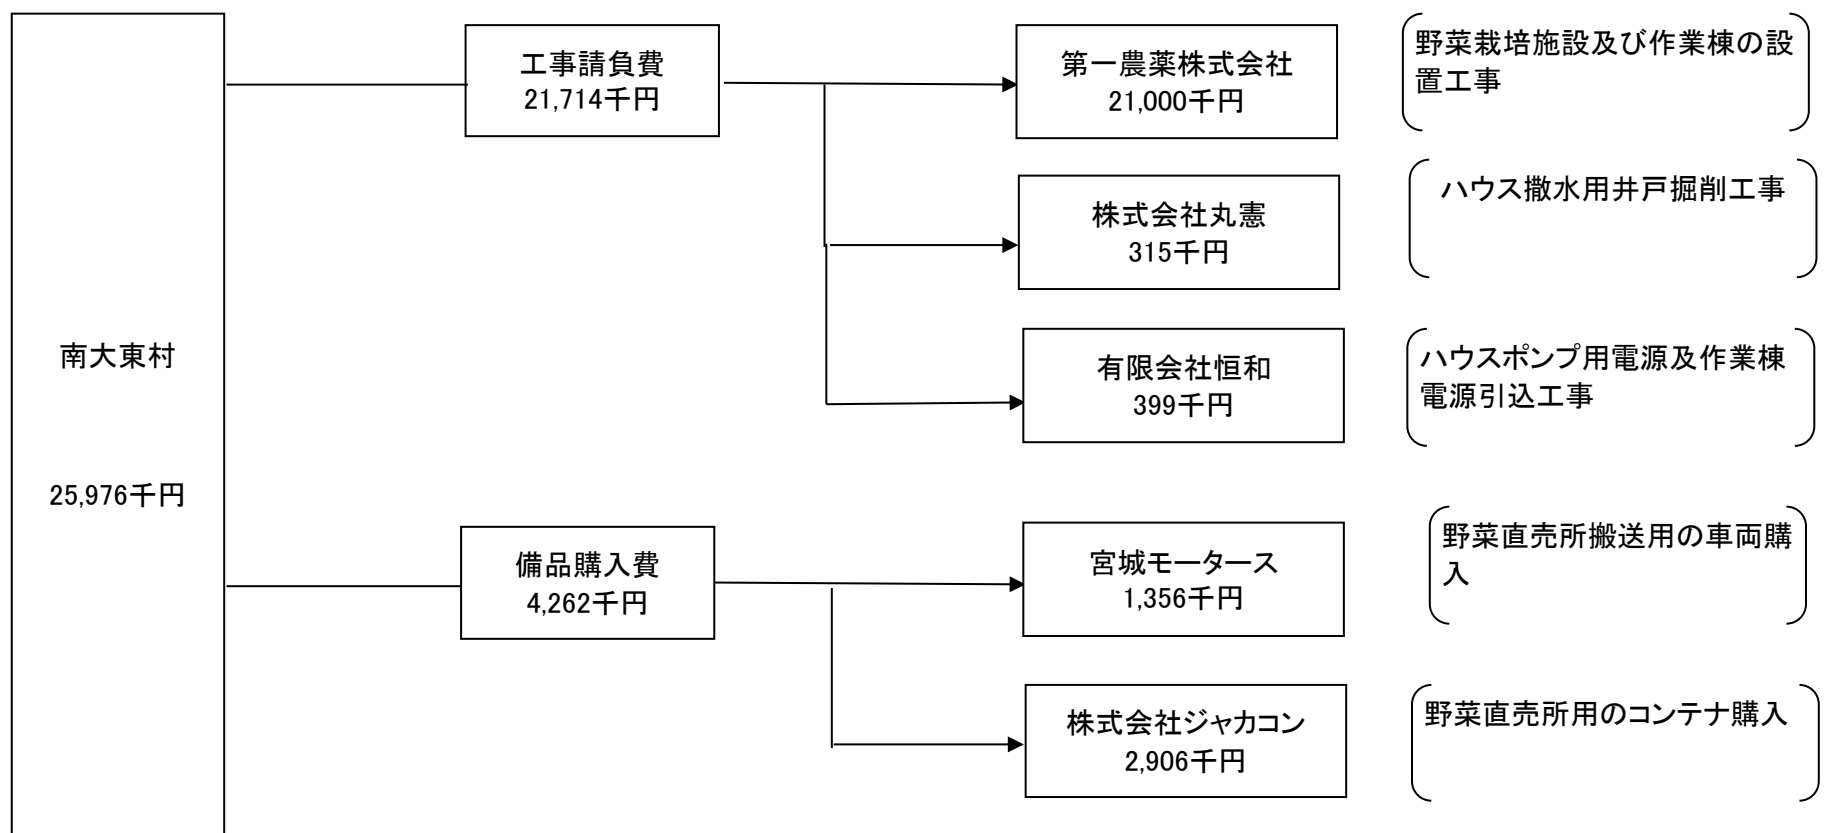 南大東村
25,976千円
工事請負費
21,714千円
第一農薬株式会社
21,000千円
野菜栽培施設及び作業棟の設
置工事
株式会社丸憲
315千円
ハウス撒水用井戸掘削工事
有限会社恒和
399千円
ハウスポンプ用電源及作業棟
電源引込工事
備品購入費
4,262千円
宮城モータース
1,356千円
野菜直売所搬送用の車両購
入
株式会社ジャカコン
2,906千円
野菜直売所用のコンテナ購入